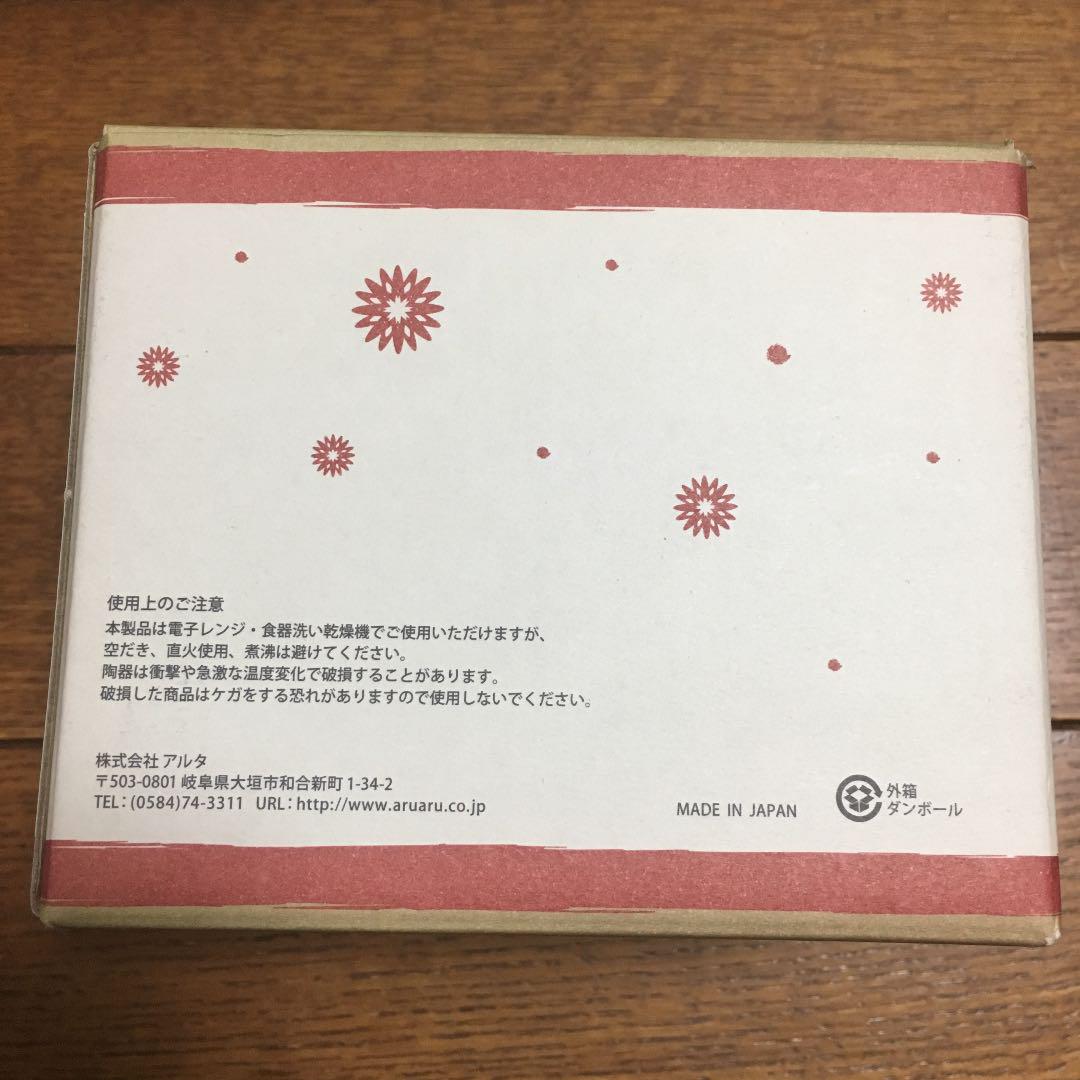 使用上のご注意
本製品は電子レンジ・食器洗い乾燥機でご使用いただけますが、
空だき、直火使用、煮沸は避けてください。
陶器は衝撃や急激な温度変化で破損することがあります。
破損した商品はケガをする恐れがありますので使用しないでください。
株式会社 アルタ
〒503-0801 岐阜県大垣市和合新町 1-34-2
TEL：(0584)74-3311 URL：http://www.aruaru.co.jp
MADE IN JAPAN
外箱
ダンボール